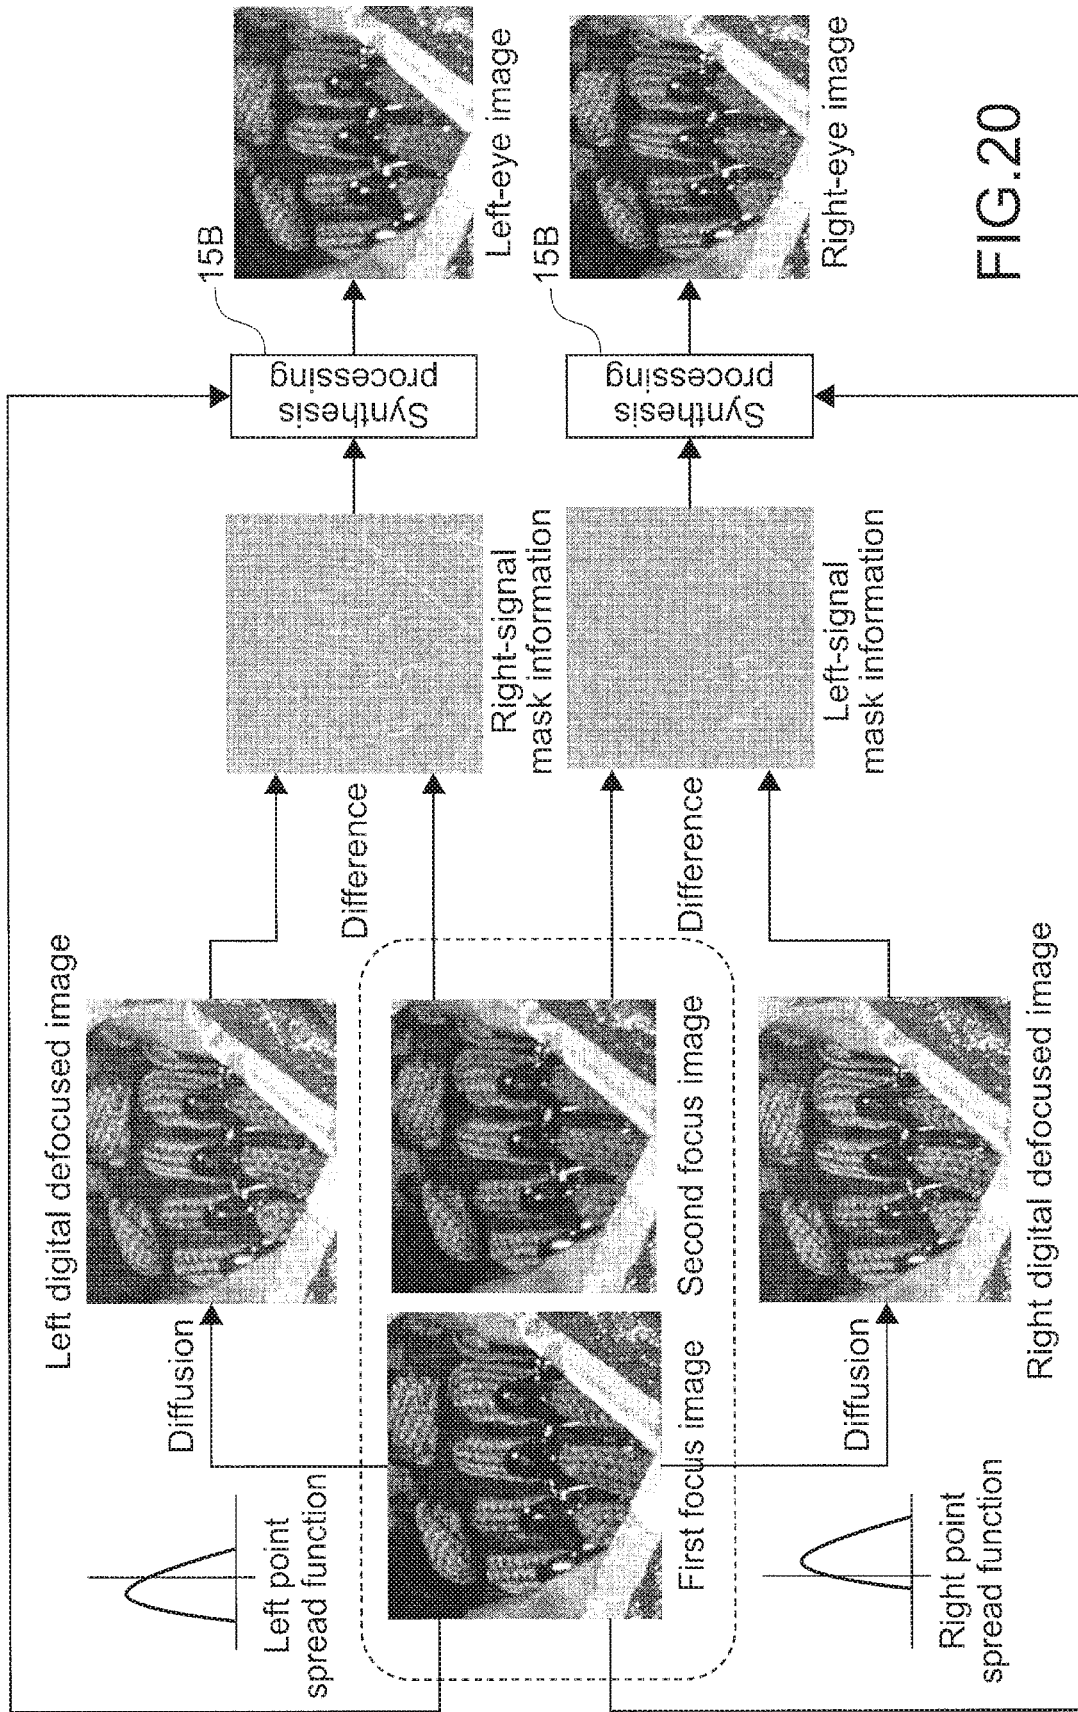 Left point
spread function
Diffusion
Left digital defocused image
Difference
Right-signal
mask information
Synthesis
processing
15B
Left-eye image
First focus image
Second focus image
Difference
Left-signal
mask information
Synthesis
processing
15B
Right-eye image
Right point
spread function
Diffusion
Right digital defocused image
FIG.20